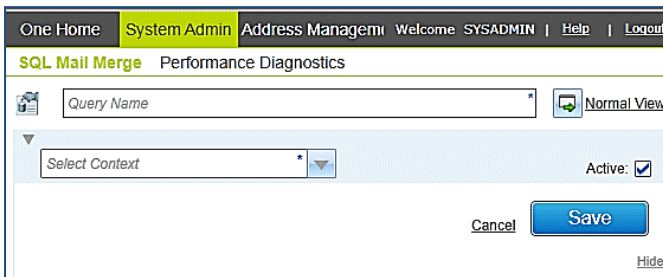 One Home System Admin Address Managem Welcome SYSADMIN | Help | Logout
SQL Mail Merge Performance Diagnostics
Query Name * Normal View
Select Context * Active:
Cancel Save
Hide